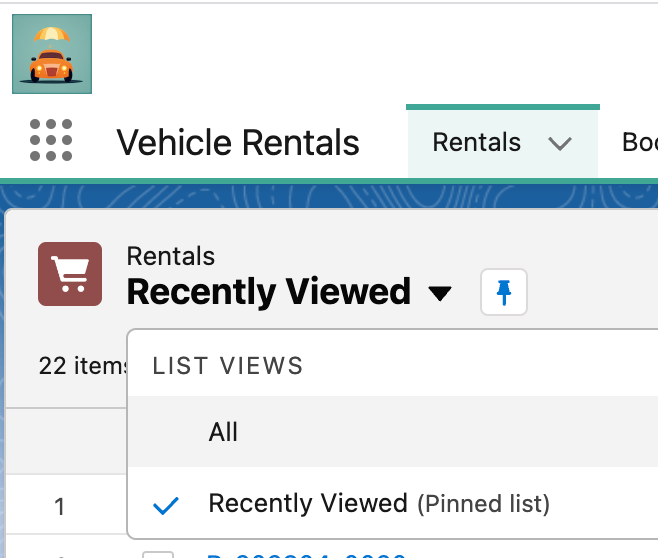 Vehicle Rentals
Rentals
Rentals
Recently Viewed
22 items
LIST VIEWS
All
1
Recently Viewed (Pinned list)